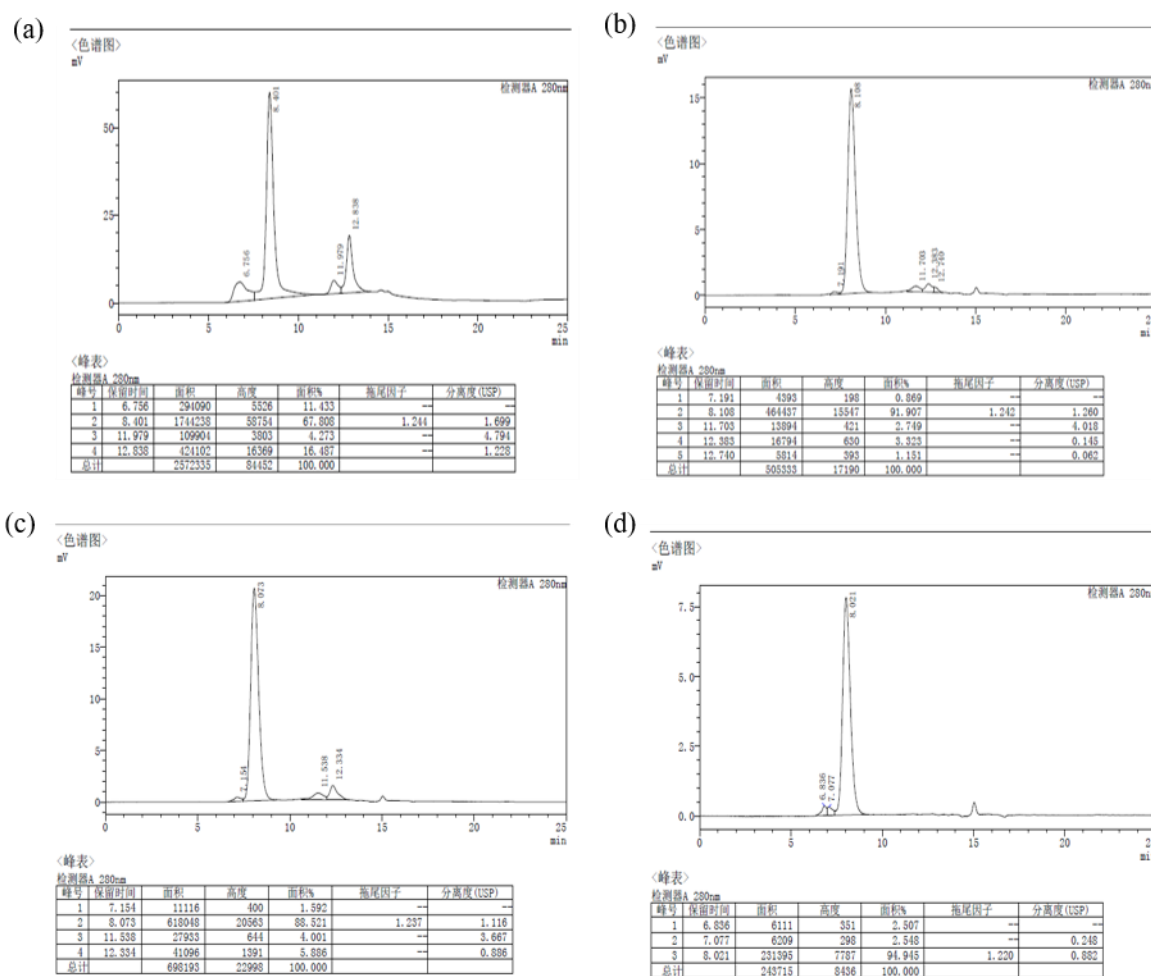 (a)
〈色谱图〉
mV
检测器A 280nm
50
25
0
6.756
8.401
11.979
12.838
0 5 10 15 20 25
min
〈峰表〉
检测器A 280nm
峰号 保留时间 面积 高度 面积% 拖尾因子 分离度(USP)
1 6.756 294090 5526 11.433 -- --
2 8.401 1744238 58754 67.808 1.244 1.699
3 11.979 109904 3803 4.273 -- 4.794
4 12.838 424102 16369 16.487 -- 1.228
总计 2572335 84452 100.000
(b)
〈色谱图〉
mV
检测器A 280n
15
10
5
0
7.191
8.108
11.703
12.383
12.740
0 5 10 15 20 2
mi
〈峰表〉
检测器A 280nm
峰号 保留时间 面积 高度 面积% 拖尾因子 分离度(USP)
1 7.191 4393 198 0.869 -- --
2 8.108 464437 15547 91.907 1.242 1.260
3 11.703 13894 421 2.749 -- 4.018
4 12.383 16794 630 3.323 -- 0.145
5 12.740 5814 393 1.151 -- 0.062
总计 505333 17190 100.000
(c)
〈色谱图〉
mV
检测器A 280nm
20
15
10
5
0
7.154
8.073
11.538
12.334
0 5 10 15 20 25
min
〈峰表〉
检测器A 280nm
峰号 保留时间 面积 高度 面积% 拖尾因子 分离度(USP)
1 7.154 11116 400 1.592 -- --
2 8.073 618048 20563 88.521 1.237 1.116
3 11.538 27933 644 4.001 -- 3.667
4 12.334 41096 1391 5.886 -- 0.886
总计 698193 22998 100.000
(d)
〈色谱图〉
mV
检测器A 280n
7.5
5.0
2.5
0.0
6.836
7.077
8.021
5 10 15 20 2
mi
〈峰表〉
检测器A 280nm
峰号 保留时间 面积 高度 面积% 拖尾因子 分离度(USP)
1 6.836 6111 351 2.507 -- --
2 7.077 6209 298 2.548 -- 0.248
3 8.021 231395 7787 94.945 1.220 0.882
总计 243715 8436 100.000